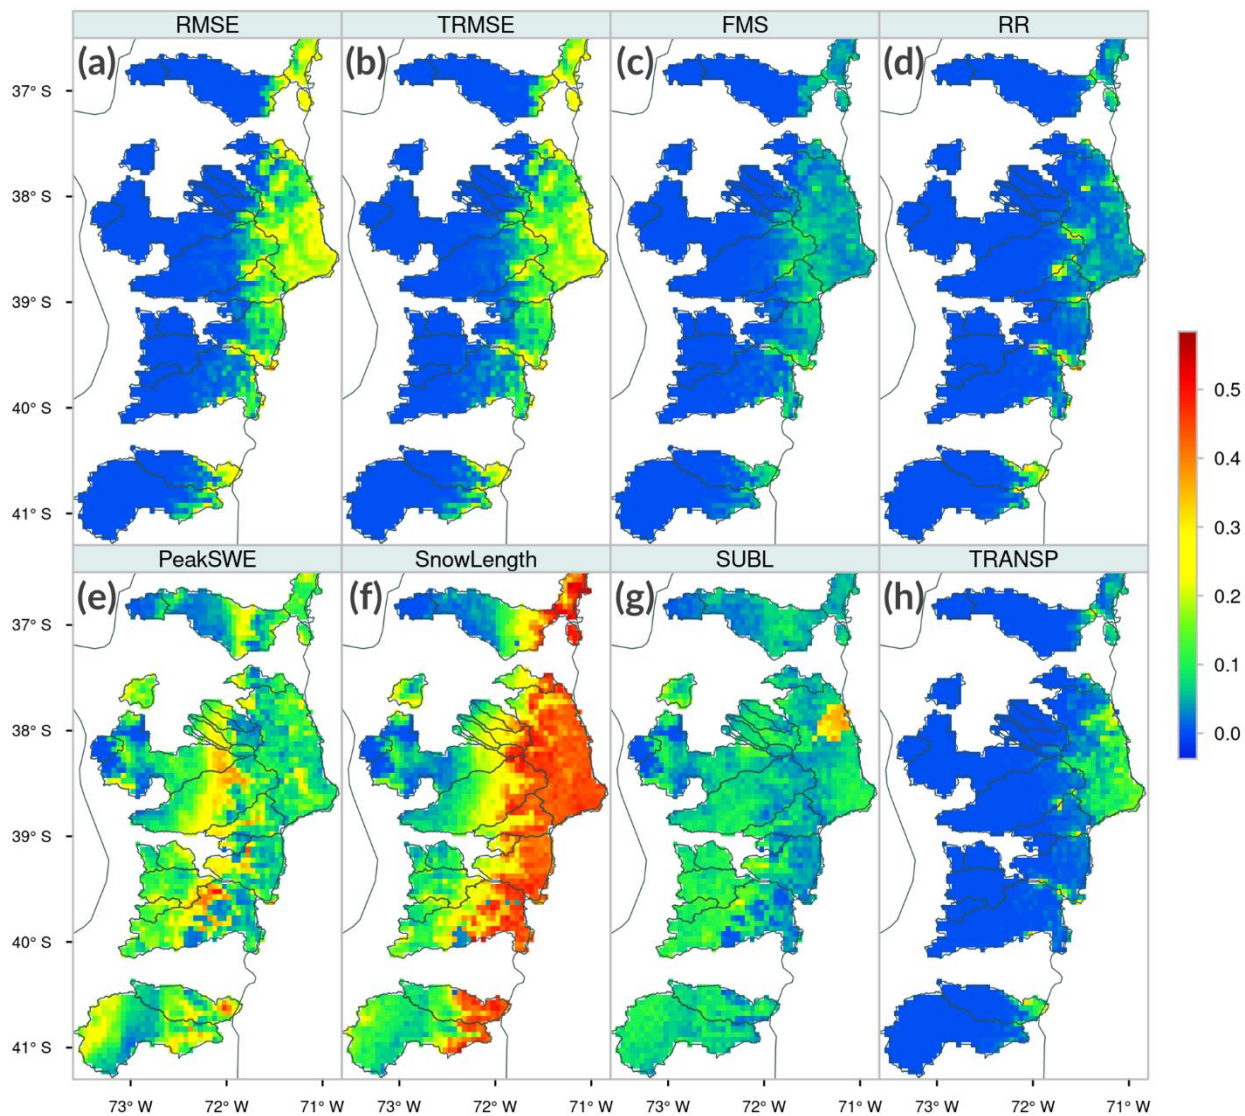 RMSE TRMSE FMS RR
(a) (b) (c) (d)
37° S
38° S
39° S
40° S
41° S
PeakSWE SnowLength SUBL TRANSP
(e) (f) (g) (h)
37° S
38° S
39° S
40° S
41° S
73° W 72° W 71° W 73° W 72° W 71° W 73° W 72° W 71° W 73° W 72° W 71° W
0.5
0.4
0.3
0.2
0.1
0.0